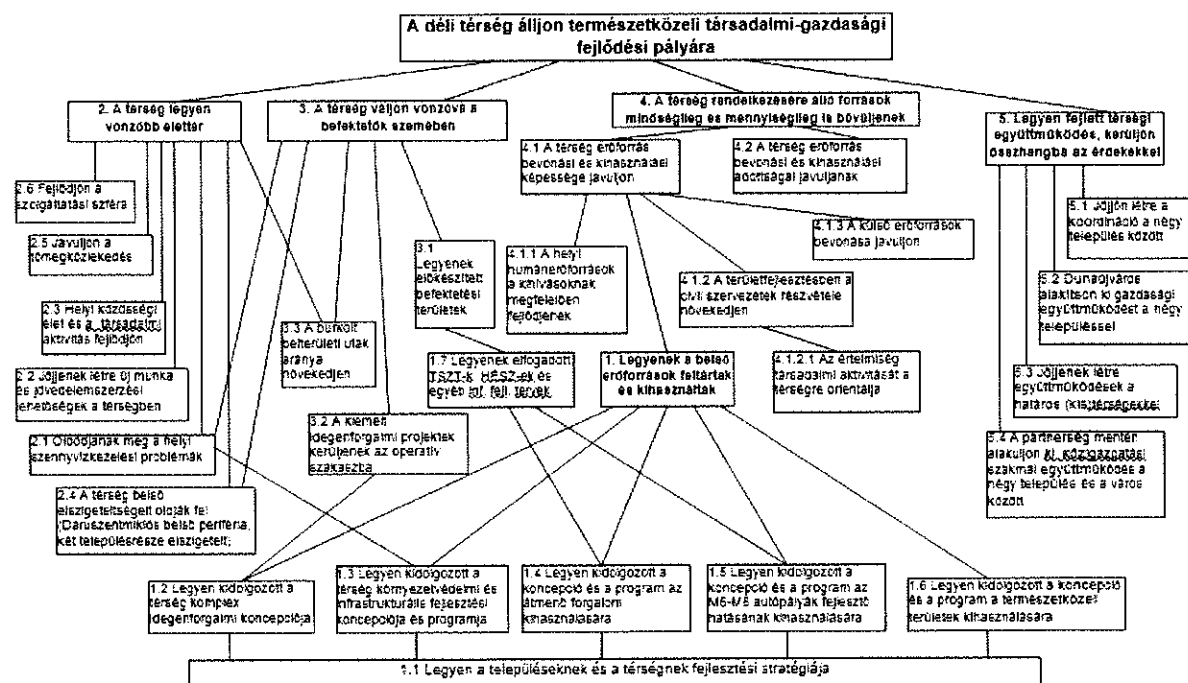 A déli térség álljon természetközeli társadalmi-gazdasági
fejlődési pályára
2. A térség legyen
vonzóbb élettér
3. A térség váljon vonzóvá a
befektetők szemében
4. A térség rendelkezésére álló források
minőségileg és mennyiségileg is bővüljenek
5. Legyen fejlett térségi
együttműködés, kerüljön
összhangba az érdekekkel
4.1 A térség erőforrás
bevonási és kihasználási
képessége javuljon
4.2 A térség erőforrás
bevonási és kihasználási
adottságai javuljanak
2.6 Fejlődjön a
szolgáltatási szféra
5.1 Jöjjön létre a
koordináció a négy
település között
4.1.3 A külső erőforrások
bevonása javuljon
2.5 Javuljon a
tömegközlekedés
3.1
Legyenek
előkészített
befektetési
területek
4.1.1 A helyi
humánerőforrások
a kihívásoknak
megfelelően
fejlődjenek
4.1.2 A területfejlesztésben a
civil szervezetek részvétele
növekedjen
5.2 Dunaújváros
alakítson ki gazdasági
együttműködést a négy
településsel
2.3 Helyi közösségi
élet és a társadalmi
aktivitás fejlődjön
3.3 A burkolt
belterületi utak
aránya
növekedjen
1.7 Legyenek elfogadott
TSZT-k, HÉSZ-ek és
egyéb tal. fejl. tervek
1. Legyenek a belső
erőforrások feltártak
és kihasználtak
4.1.2.1 Az értelmiség
társadalmi aktivitását a
térségre orientálja
2.2 Jöjjenek létre új munka
és jövedelemszerzési
lehetőségek a térségben
5.3 Jöjjenek létre
együttműködések a
határos (kis)térségekkel
3.2 A kiemelt
idegenforgalmi projektek
kerüljenek az operatív
szakaszba
2.1 Oldódjanak meg a helyi
szennyvízkezelési problémák
5.4 A partnerség mentén
alakuljon ki közigazgatási
szakmai együttműködés a
négy település és a város
között
2.4 A térség belső
elszigeteltségeit oldják fel
(Daruszentmiklós belső periféria,
két településrésze elszigetelt;
1.2 Legyen kidolgozott a
térség komplex
idegenforgalmi koncepciója
1.3 Legyen kidolgozott a
térség környezetvédelmi és
infrastrukturális fejlesztési
koncepciója és programja
1.4 Legyen kidolgozott a
koncepció és a program az
átmenő forgalom
kihasználására
1.5 Legyen kidolgozott a
koncepció és a program az
M6-M8 autópályák fejlesztő
hatásának kihasználására
1.6 Legyen kidolgozott a koncepció
és a program a természetközeli
területek kihasználására
1.1 Legyen a településeknek és a térségnek fejlesztési stratégiája